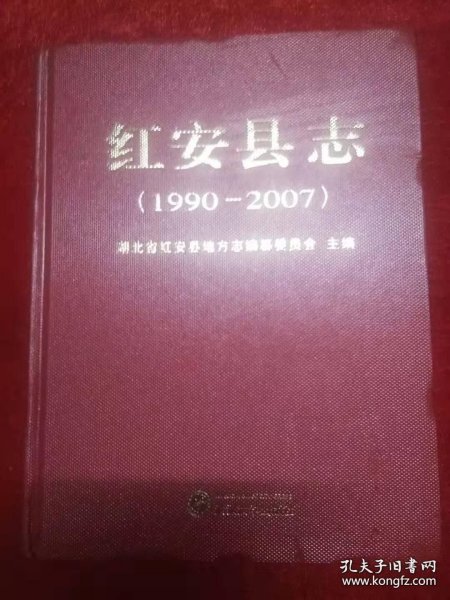 红安县志
（1990－2007）
湖北省红安县地方志编纂委员会 主编
孔夫子旧书网
www.kongfz.com